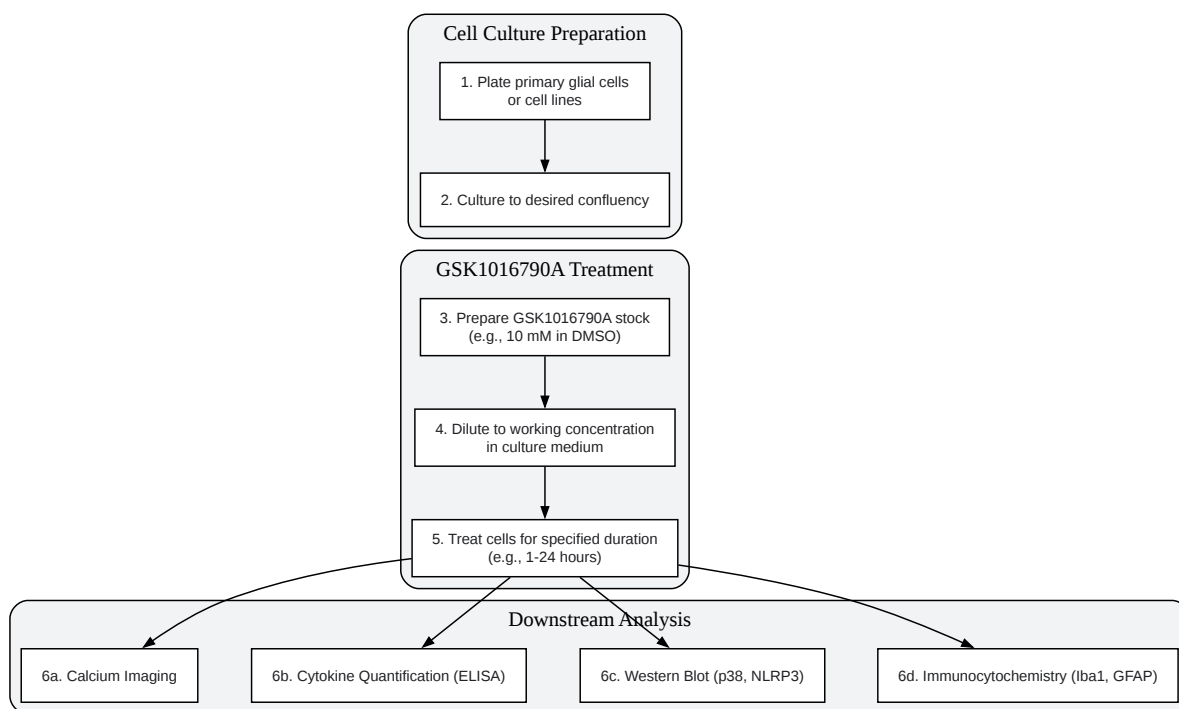 Cell Culture Preparation
1. Plate primary glial cells
or cell lines
2. Culture to desired confluency
GSK1016790A Treatment
3. Prepare GSK1016790A stock
(e.g., 10 mM in DMSO)
4. Dilute to working concentration
in culture medium
5. Treat cells for specified duration
(e.g., 1-24 hours)
Downstream Analysis
6a. Calcium Imaging
6b. Cytokine Quantification (ELISA)
6c. Western Blot (p38, NLRP3)
6d. Immunocytochemistry (Iba1, GFAP)